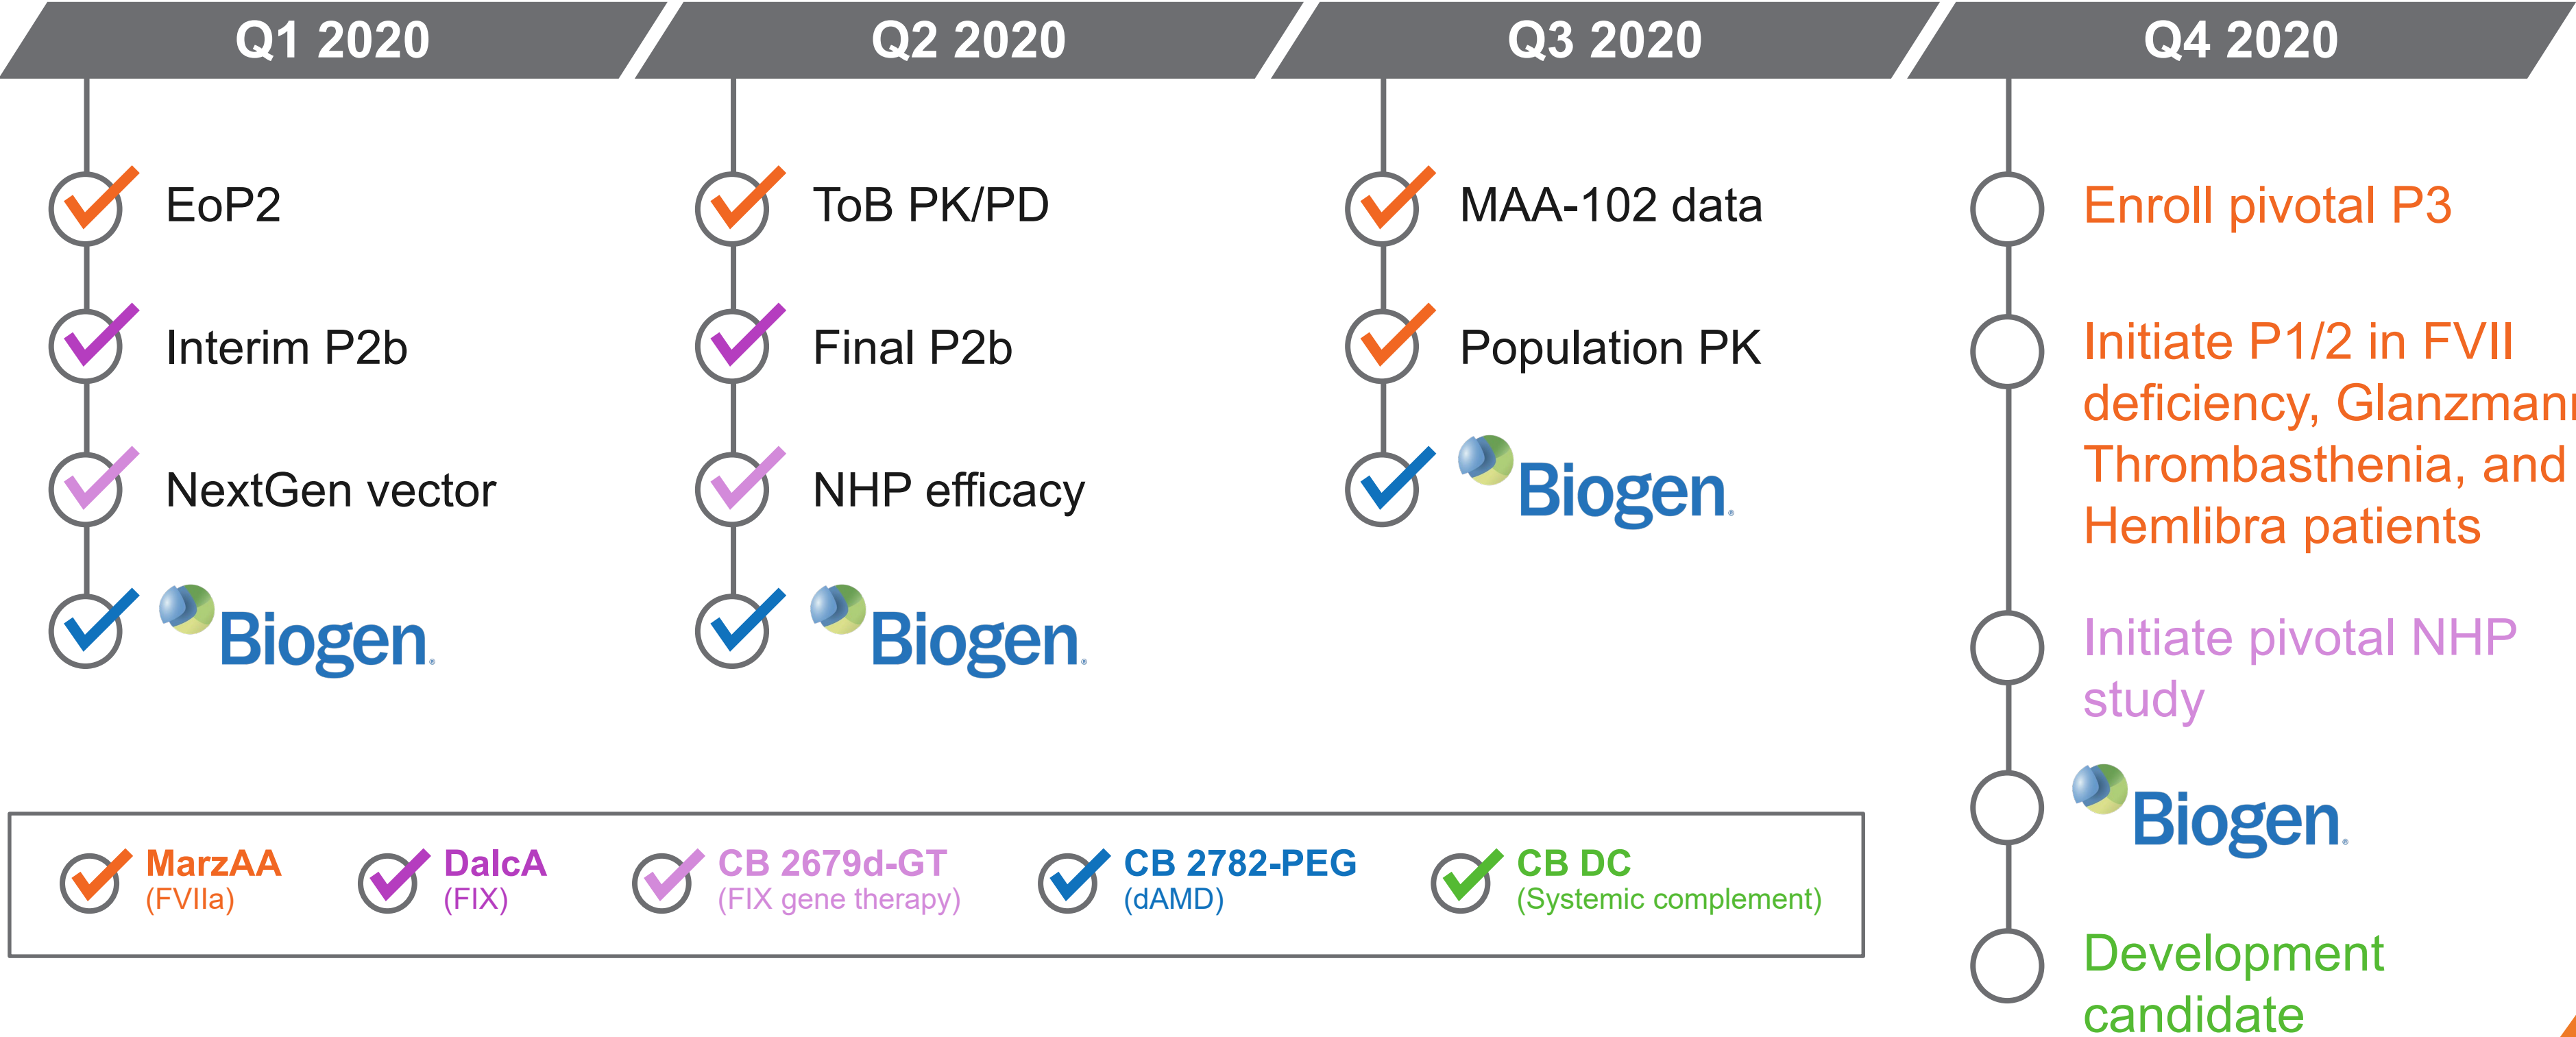 Q1 2020
Q2 2020
Q3 2020
Q4 2020
EoP2
Interim P2b
NextGen vector
Biogen.
ToB PK/PD
Final P2b
NHP efficacy
Biogen.
MAA-102 data
Population PK
Biogen.
Enroll pivotal P3
Initiate P1/2 in FVII
deficiency, Glanzmann
Thrombasthenia, and
Hemlibra patients
Initiate pivotal NHP
study
Biogen.
Development
candidate
MarzAA
(FVIIa)
DalcA
(FIX)
CB 2679d-GT
(FIX gene therapy)
CB 2782-PEG
(dAMD)
CB DC
(Systemic complement)